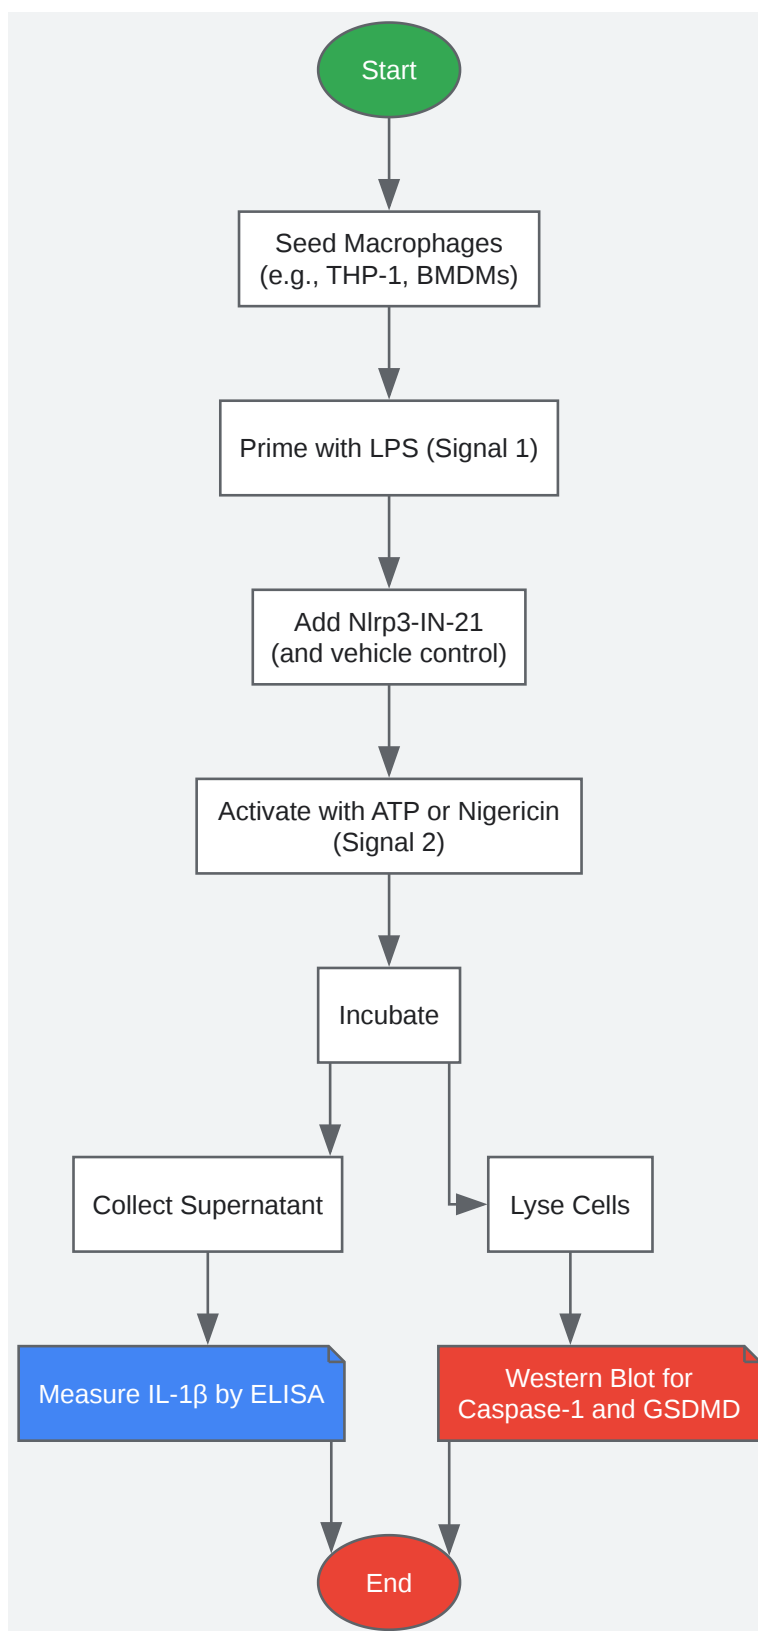 Start
Seed Macrophages
(e.g., THP-1, BMDMs)
Prime with LPS (Signal 1)
Add Nlrp3-IN-21
(and vehicle control)
Activate with ATP or Nigericin
(Signal 2)
Incubate
Collect Supernatant
Lyse Cells
Measure IL-1β by ELISA
Western Blot for
Caspase-1 and GSDMD
End